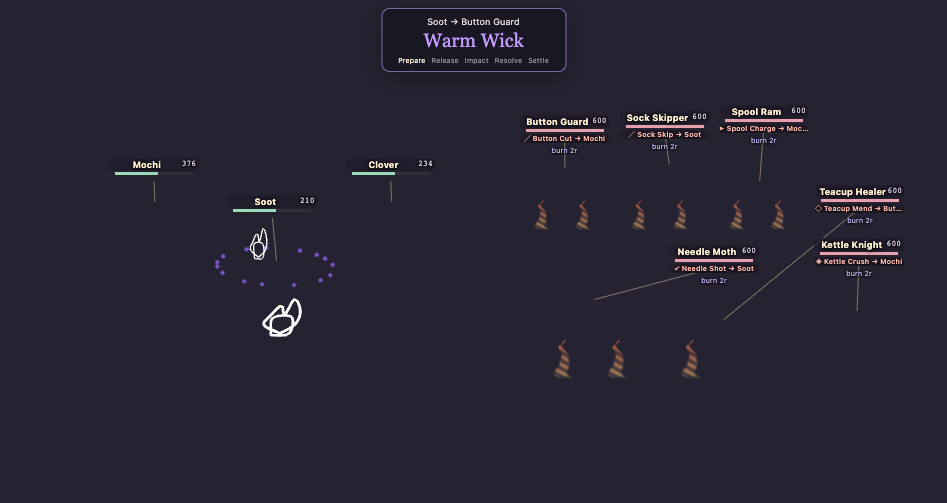 Soot → Button Guard
Warm Wick
Prepare Release Impact Resolve Settle
Button Guard 600
Button Cut → Mochi
burn 2r
Sock Skipper 600
Sock Skip → Soot
burn 2r
Spool Ram 600
Spool Charge → Moc...
burn 2r
Mochi 376
Clover 234
Soot 210
Teacup Healer 600
Teacup Mend → But...
burn 2r
Needle Moth 600
Needle Shot → Soot
burn 2r
Kettle Knight 600
Kettle Crush → Mochi
burn 2r